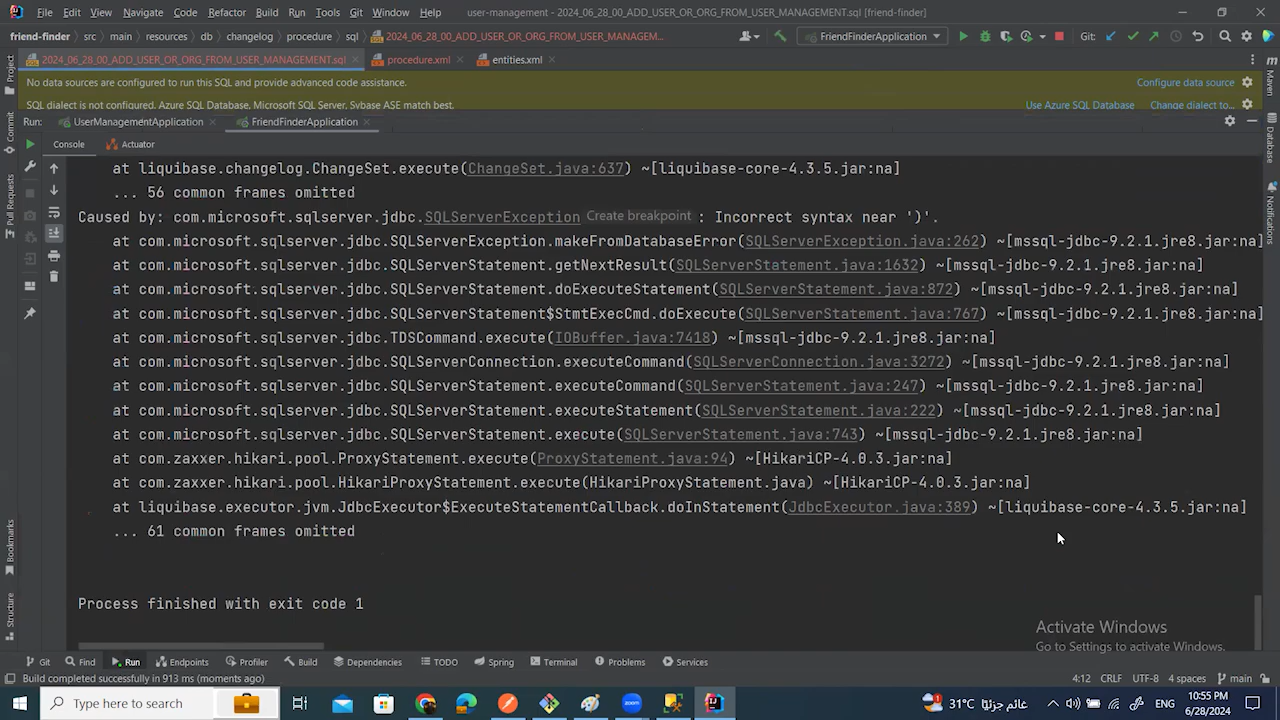 File Edit View Navigate Code Refactor Build Run Tools Git Window Help user-management - 2024_06_28_00_ADD_USER_OR_ORG_FROM_USER_MANAGEMENT.sql [friend-finder]
friend-finder src main resources db changelog procedure sql 2024_06_28_00_ADD_USER_OR_ORG_FROM_USER_MANAGEM... FriendFinderApplication Git:
2024_06_28_00_ADD_USER_OR_ORG_FROM_USER_MANAGEMENT.sql procedure.xml entities.xml
No data sources are configured to run this SQL and provide advanced code assistance. Configure data source
SQL dialect is not configured. Azure SQL Database, Microsoft SQL Server, Sybase ASE match best. Use Azure SQL Database Change dialect to...
Run: UserManagementApplication FriendFinderApplication
Console Actuator
at liquibase.changelog.ChangeSet.execute(ChangeSet.java:637) ~[liquibase-core-4.3.5.jar:na]
... 56 common frames omitted
Caused by: com.microsoft.sqlserver.jdbc.SQLServerException Create breakpoint : Incorrect syntax near ')'.
at com.microsoft.sqlserver.jdbc.SQLServerException.makeFromDatabaseError(SQLServerException.java:262) ~[mssql-jdbc-9.2.1.jre8.jar:na]
at com.microsoft.sqlserver.jdbc.SQLServerStatement.getNextResult(SQLServerStatement.java:1632) ~[mssql-jdbc-9.2.1.jre8.jar:na]
at com.microsoft.sqlserver.jdbc.SQLServerStatement.doExecuteStatement(SQLServerStatement.java:872) ~[mssql-jdbc-9.2.1.jre8.jar:na]
at com.microsoft.sqlserver.jdbc.SQLServerStatement$StmtExecCmd.doExecute(SQLServerStatement.java:767) ~[mssql-jdbc-9.2.1.jre8.jar:na]
at com.microsoft.sqlserver.jdbc.TDSCommand.execute(IOBuffer.java:7418) ~[mssql-jdbc-9.2.1.jre8.jar:na]
at com.microsoft.sqlserver.jdbc.SQLServerConnection.executeCommand(SQLServerConnection.java:3272) ~[mssql-jdbc-9.2.1.jre8.jar:na]
at com.microsoft.sqlserver.jdbc.SQLServerStatement.executeCommand(SQLServerStatement.java:247) ~[mssql-jdbc-9.2.1.jre8.jar:na]
at com.microsoft.sqlserver.jdbc.SQLServerStatement.executeStatement(SQLServerStatement.java:222) ~[mssql-jdbc-9.2.1.jre8.jar:na]
at com.microsoft.sqlserver.jdbc.SQLServerStatement.execute(SQLServerStatement.java:743) ~[mssql-jdbc-9.2.1.jre8.jar:na]
at com.zaxxer.hikari.pool.ProxyStatement.execute(ProxyStatement.java:94) ~[HikariCP-4.0.3.jar:na]
at com.zaxxer.hikari.pool.HikariProxyStatement.execute(HikariProxyStatement.java) ~[HikariCP-4.0.3.jar:na]
at liquibase.executor.jvm.JdbcExecutor$ExecuteStatementCallback.doInStatement(JdbcExecutor.java:389) ~[liquibase-core-4.3.5.jar:na]
... 61 common frames omitted
Process finished with exit code 1
Activate Windows
Go to Settings to activate Windows.
Project
Commit
Pull Requests
Bookmarks
Structure
Maven
Database
Notifications
Git Find Run Endpoints Profiler Build Dependencies TODO Spring Terminal Problems Services
Build completed successfully in 913 ms (moments ago) 4:12 CRLF UTF-8 4 spaces main
Type here to search 31°C غائم جزئيًا ENG 10:55 PM
6/28/2024